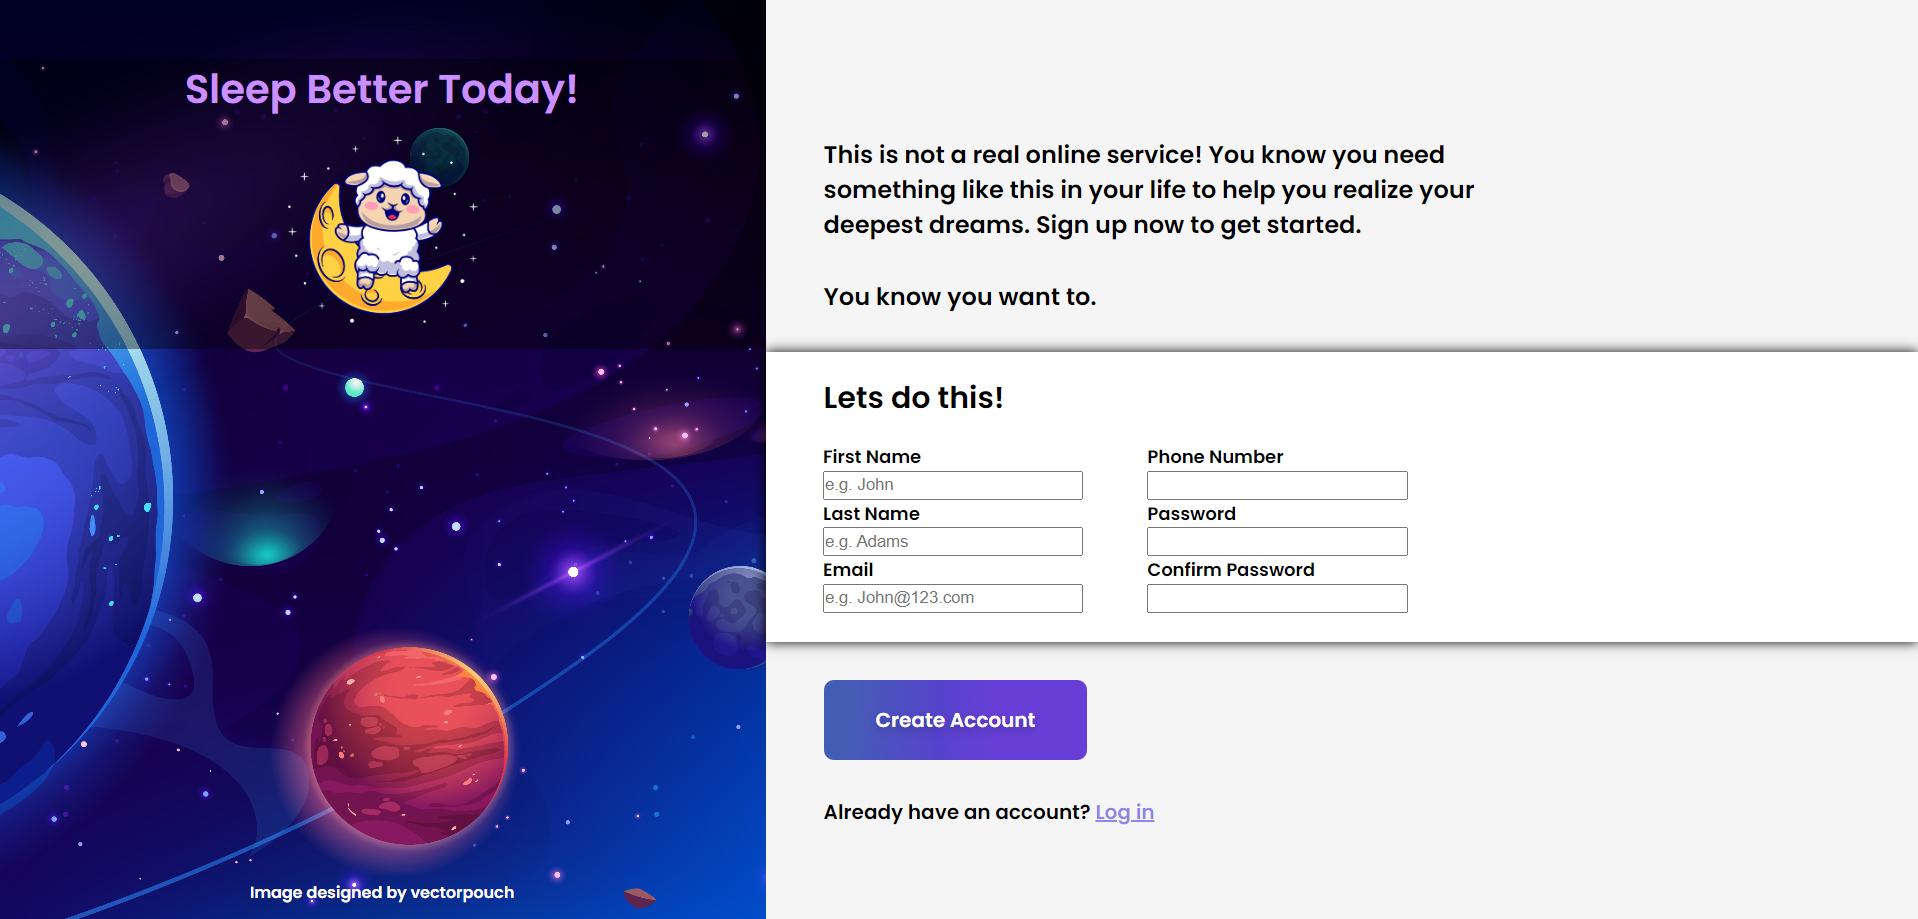 Sleep Better Today!
Image designed by vectorpouch
This is not a real online service! You know you need
something like this in your life to help you realize your
deepest dreams. Sign up now to get started.
You know you want to.
Lets do this!
First Name
e.g. John
Last Name
e.g. Adams
Email
e.g. John@123.com
Phone Number
Password
Confirm Password
Create Account
Already have an account? Log in